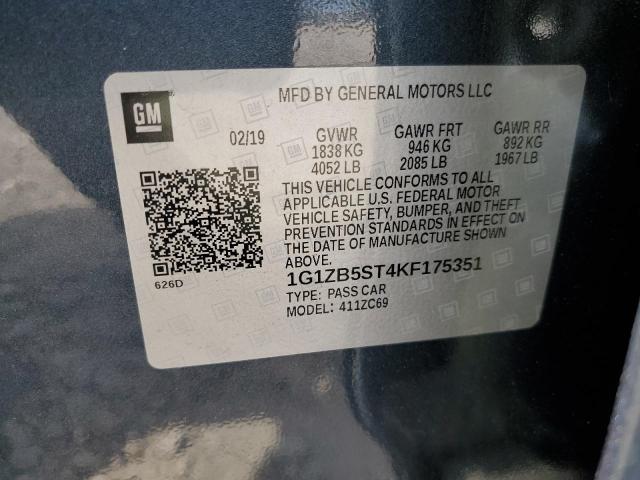 MFD BY GENERAL MOTORS LLC
GM
02/19
GVWR
1838 KG
4052 LB
GAWR FRT
946 KG
2085 LB
GAWR RR
892 KG
1967 LB
THIS VEHICLE CONFORMS TO ALL
APPLICABLE U.S. FEDERAL MOTOR
VEHICLE SAFETY, BUMPER, AND THEFT
PREVENTION STANDARDS IN EFFECT ON
THE DATE OF MANUFACTURE SHOWN
ABOVE.
626D
1G1ZB5ST4KF175351
TYPE: PASS CAR
MODEL: 411ZC69